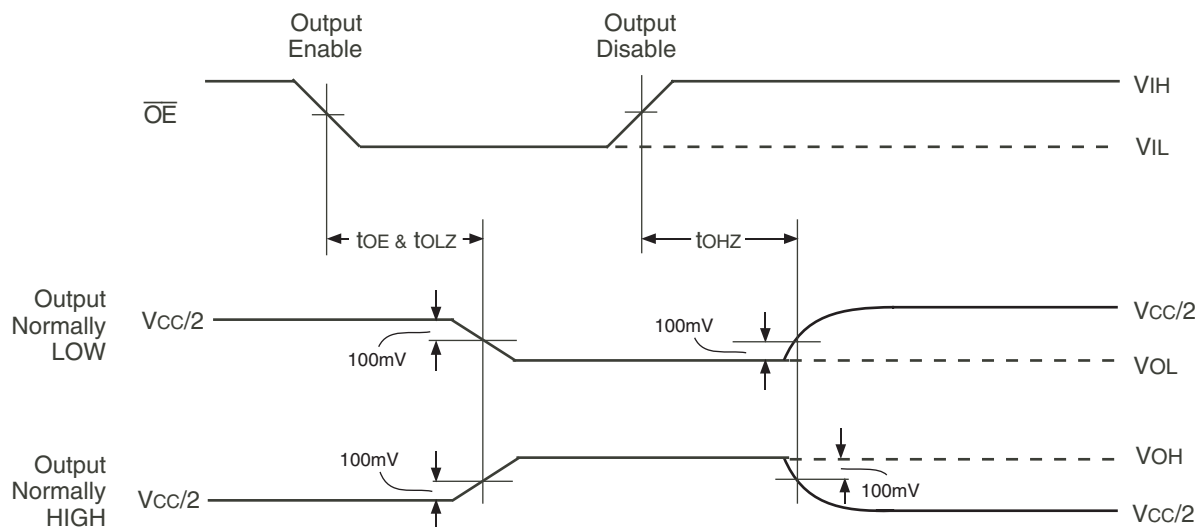 Output
Enable
Output
Disable
OE
VIH
VIL
tOE & tOLZ
tOHZ
Output
Normally
LOW
VCC/2
100mV
100mV
VCC/2
VOL
Output
Normally
HIGH
100mV
VCC/2
VOH
100mV
VCC/2